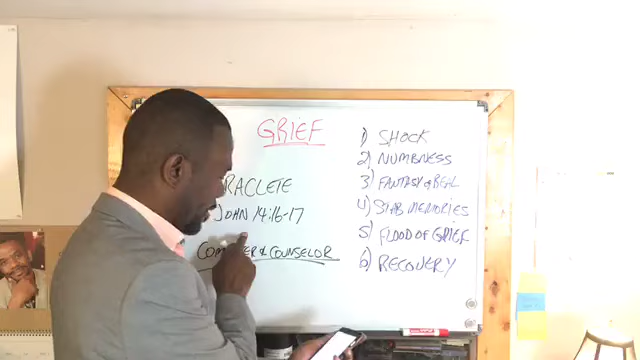 GRIEF
RACLETE
JOHN 14:16-17
COUNSELOR
1) SHOCK
2) NUMBNESS
3) FANTASY & REAL
4) STAB MEMORIES
5) FLOOD OF GRIEF
6) RECOVERY